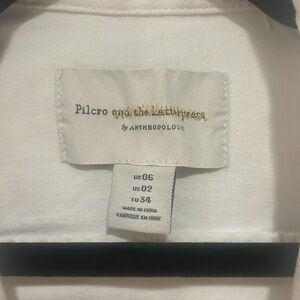 Pilcro and the Letterpress
by ANTHROPOLOGIE
UK 06
US 02
EU 34
MADE IN CHINA
FABRIQUÉ EN CHINE